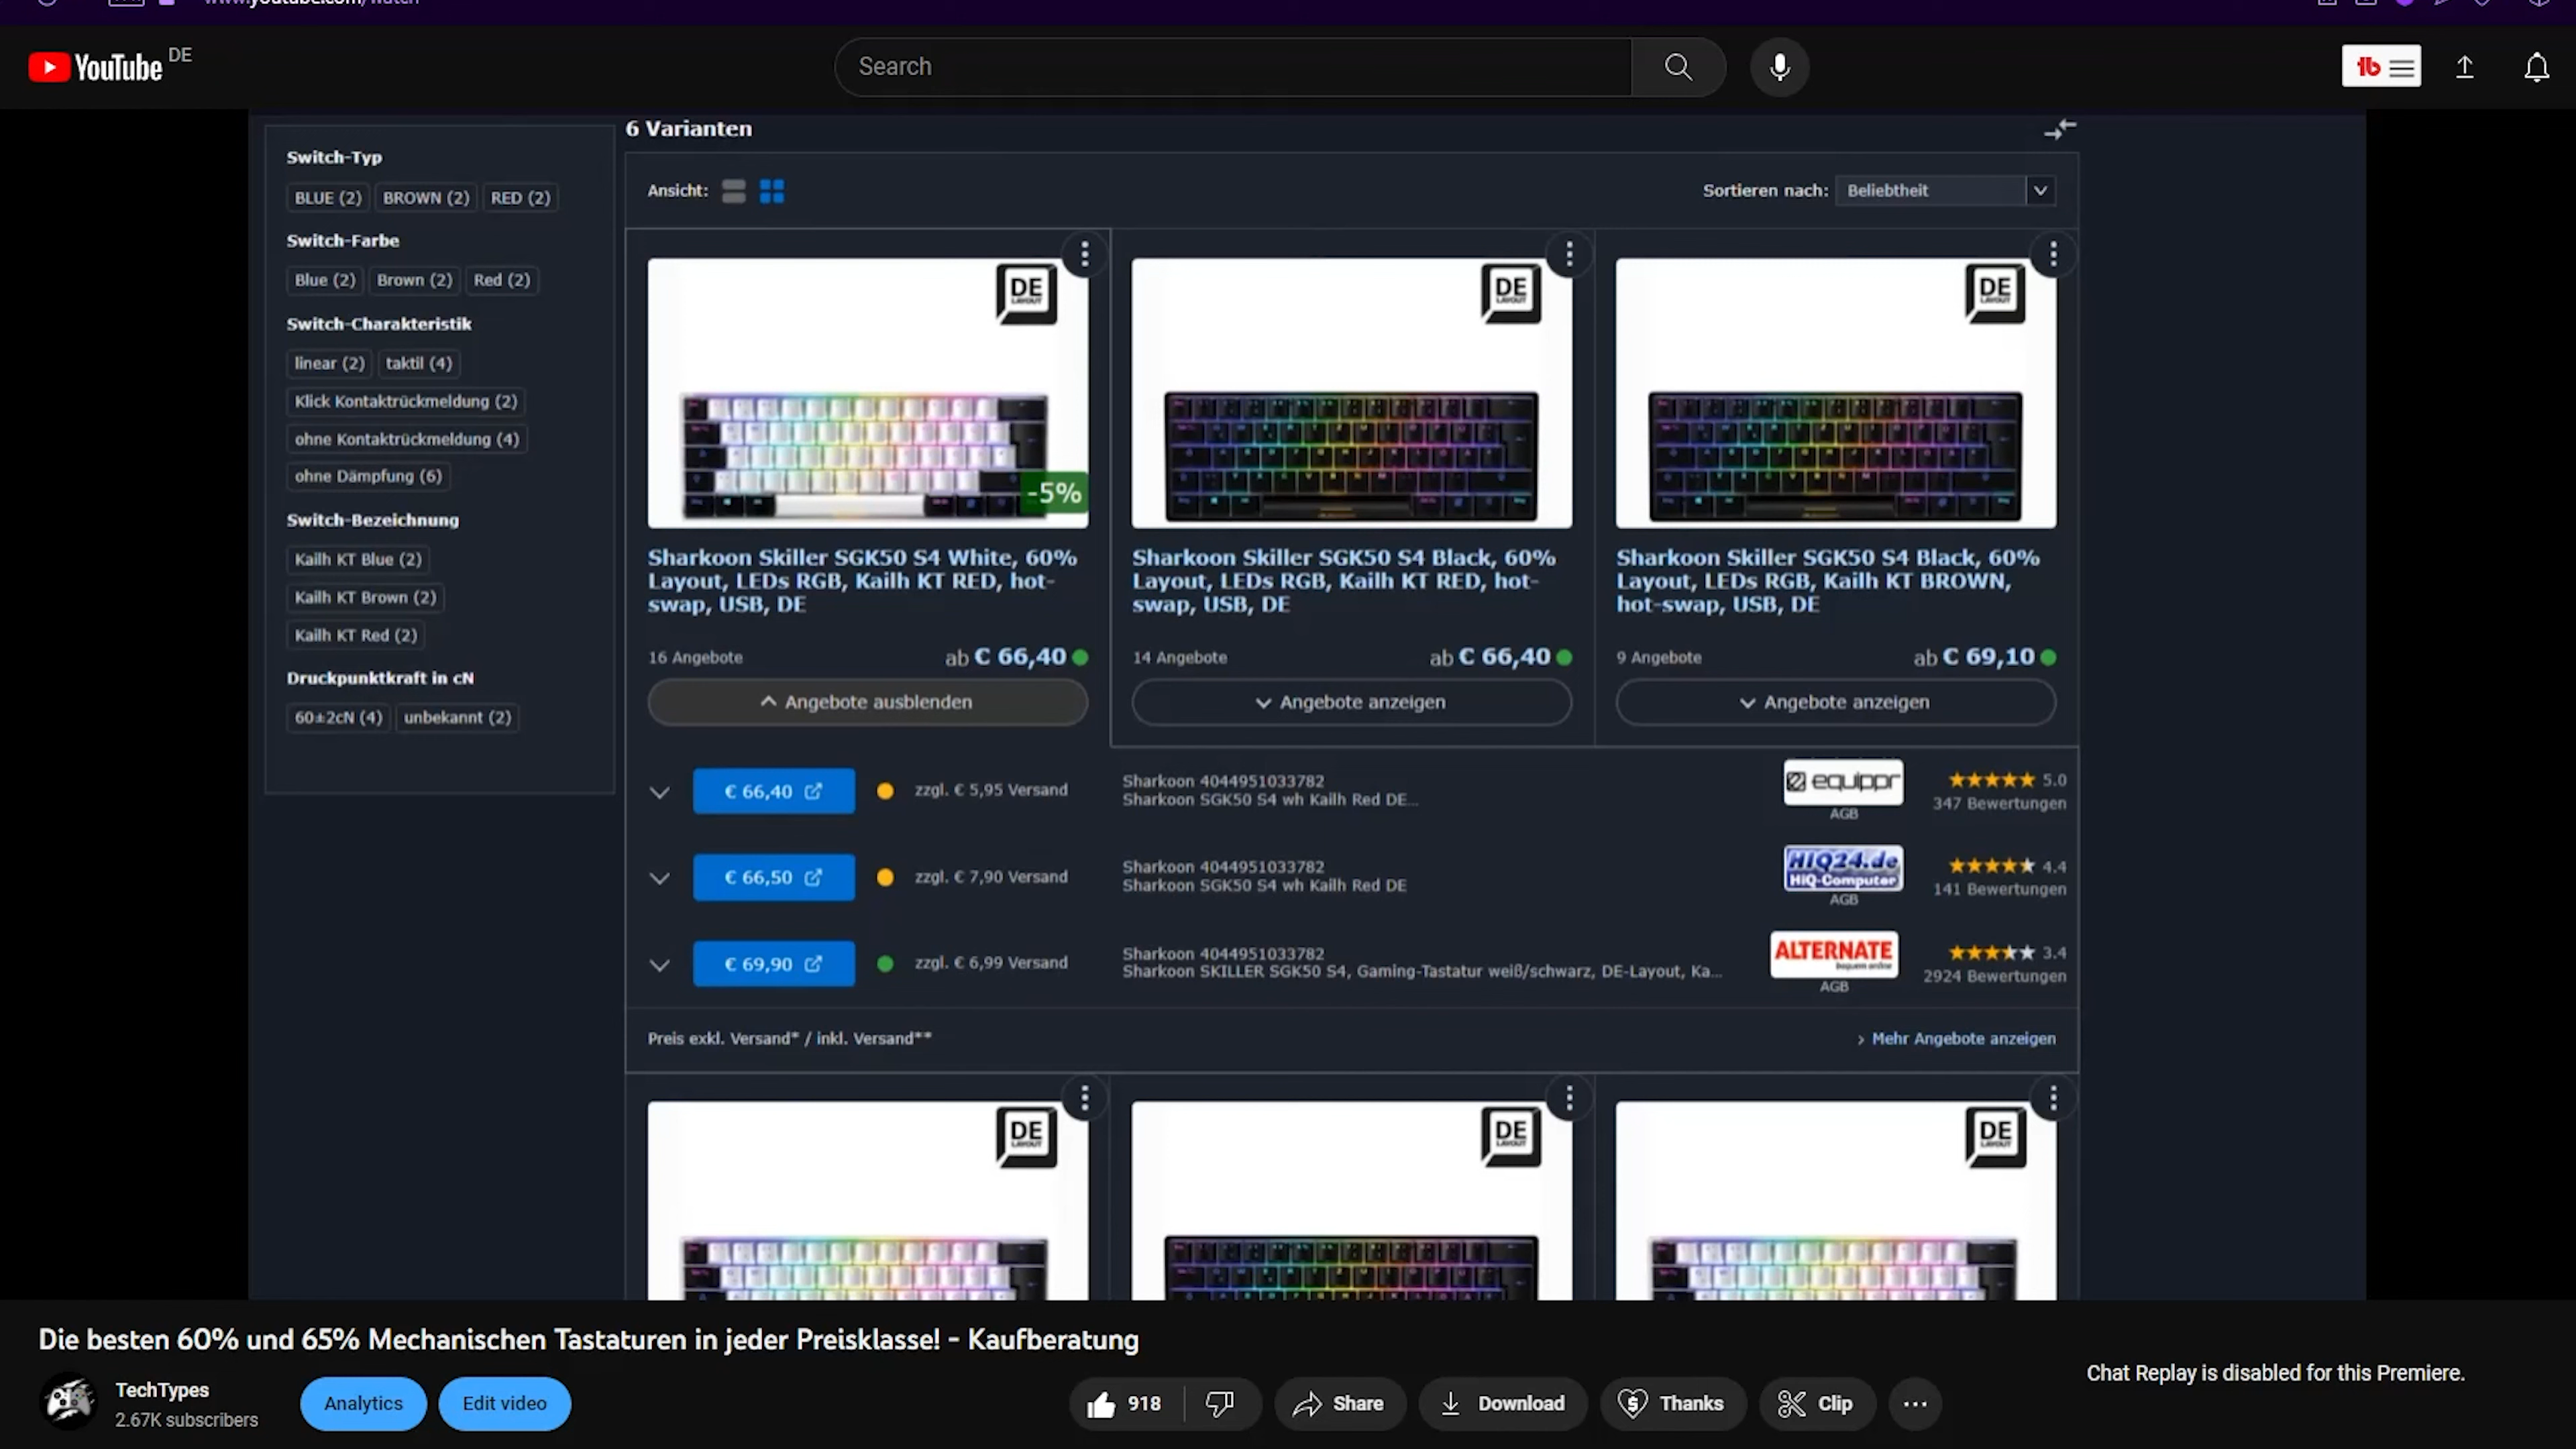 YouTube DE
Search
6 Varianten
Switch-Typ
BLUE (2) BROWN (2) RED (2)
Switch-Farbe
Blue (2) Brown (2) Red (2)
Switch-Charakteristik
linear (2) taktil (4)
Klick Kontaktrückmeldung (2)
ohne Kontaktrückmeldung (4)
ohne Dämpfung (6)
Switch-Bezeichnung
Kailh KT Blue (2)
Kailh KT Brown (2)
Kailh KT Red (2)
Druckpunktkraft in cN
60±2cN (4) unbekannt (2)
Ansicht:
Sortieren nach: Beliebtheit
DE
LAYOUT
-5%
Sharkoon Skiller SGK50 S4 White, 60%
Layout, LEDs RGB, Kailh KT RED, hot-
swap, USB, DE
16 Angebote ab € 66,40
Angebote ausblenden
DE
LAYOUT
Sharkoon Skiller SGK50 S4 Black, 60%
Layout, LEDs RGB, Kailh KT RED, hot-
swap, USB, DE
14 Angebote ab € 66,40
Angebote anzeigen
DE
LAYOUT
Sharkoon Skiller SGK50 S4 Black, 60%
Layout, LEDs RGB, Kailh KT BROWN,
hot-swap, USB, DE
9 Angebote ab € 69,10
Angebote anzeigen
€ 66,40 zzgl. € 5,95 Versand
Sharkoon 4044951033782
Sharkoon SGK50 S4 wh Kailh Red DE...
equippr
AGB
5.0
347 Bewertungen
€ 66,50 zzgl. € 7,90 Versand
Sharkoon 4044951033782
Sharkoon SGK50 S4 wh Kailh Red DE
HIQ24.de
HiQ-Computer
AGB
4.4
141 Bewertungen
€ 69,90 zzgl. € 6,99 Versand
Sharkoon 4044951033782
Sharkoon SKILLER SGK50 S4, Gaming-Tastatur weiß/schwarz, DE-Layout, Ka...
ALTERNATE
bequem online
AGB
3.4
2924 Bewertungen
Preis exkl. Versand* / inkl. Versand**
Mehr Angebote anzeigen
DE
LAYOUT
DE
LAYOUT
DE
LAYOUT
Die besten 60% und 65% Mechanischen Tastaturen in jeder Preisklasse! - Kaufberatung
TechTypes
2.67K subscribers
Analytics
Edit video
918
Share
Download
Thanks
Clip
Chat Replay is disabled for this Premiere.